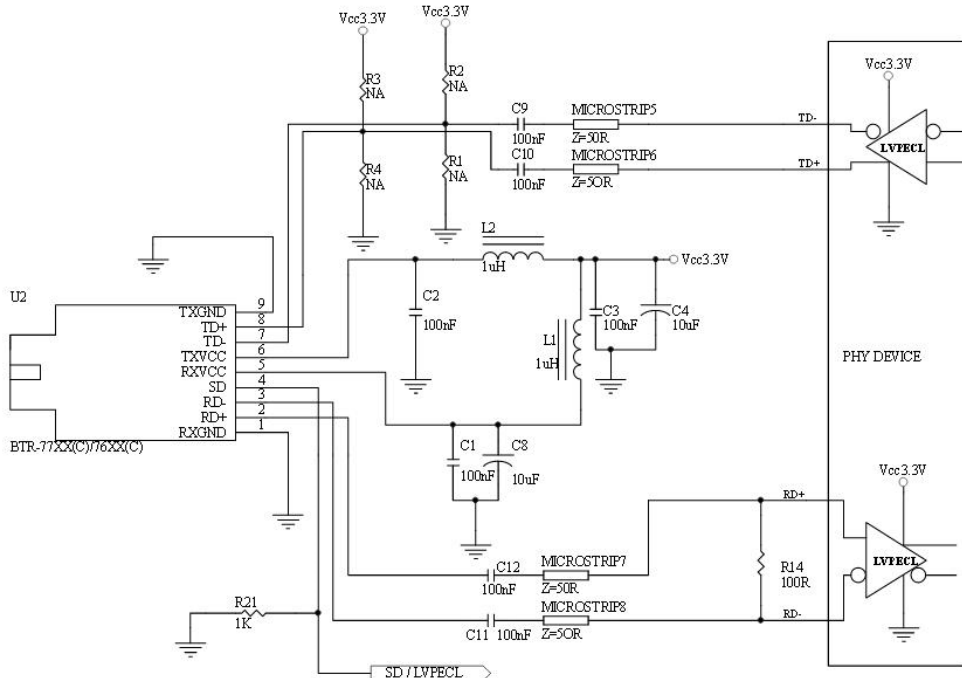 Vcc3.3V
Vcc3.3V
R3
NA
R2
NA
R4
NA
R1
NA
C9
100nF
MICROSTRIP5
Z=50R
C10
100nF
MICROSTRIP6
Z=5OR
TD-
TD+
Vcc3.3V
LVPECL
L2
1uH
Vcc3.3V
C2
100nF
C3
100nF
C4
10uF
L1
1uH
PHY DEVICE
U2
TXGND 9
TD+ 8
TD- 7
TXVCC 6
RXVCC 5
SD 4
RD- 3
RD+ 2
RXGND 1
BTR-77XX(C)/76XX(C)
C1
100nF
C8
10uF
Vcc3.3V
RD+
LVPECL
C12
100nF
MICROSTRIP7
Z=50R
R14
100R
R21
1K
C11 100nF
MICROSTRIP8
Z=5OR
RD-
SD / LVPECL